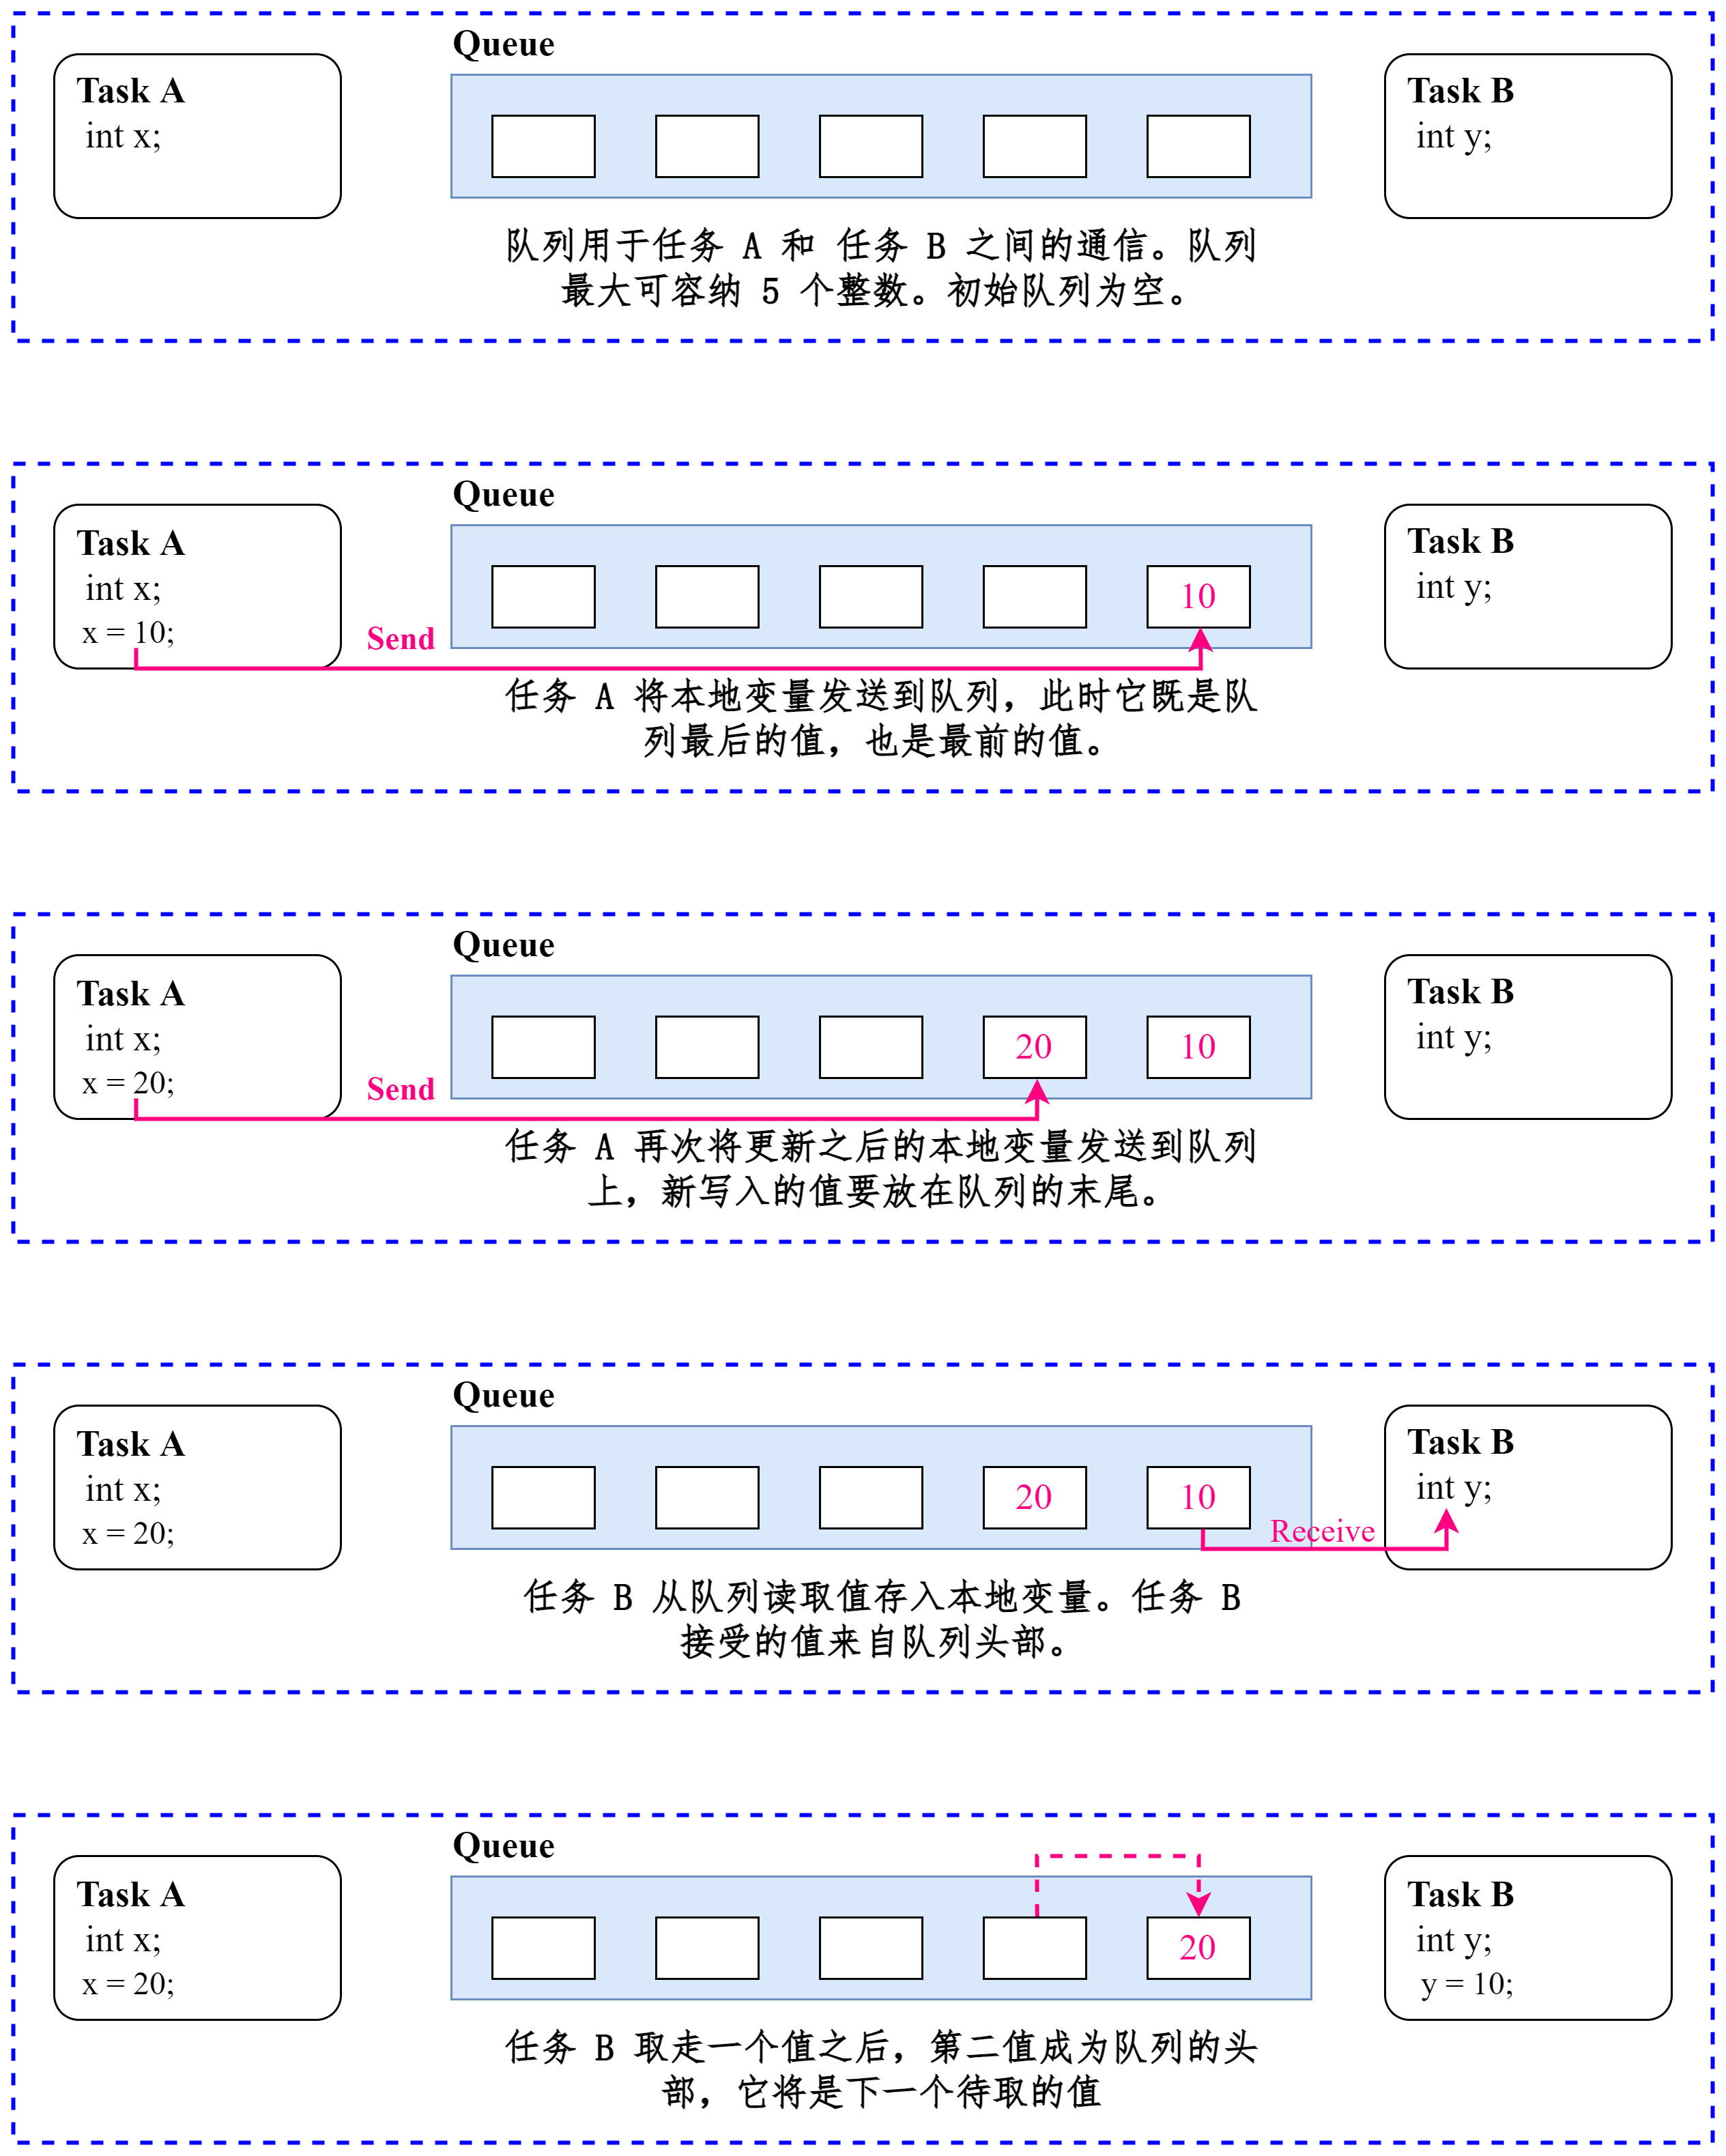 Queue
Task A
int x;
Task B
int y;
队列用于任务 A 和 任务 B 之间的通信。队列
最大可容纳 5 个整数。初始队列为空。
Queue
Task A
int x;
x = 10;
Send
10
Task B
int y;
任务 A 将本地变量发送到队列，此时它既是队
列最后的值，也是最前的值。
Queue
Task A
int x;
x = 20;
Send
20
10
Task B
int y;
任务 A 再次将更新之后的本地变量发送到队列
上，新写入的值要放在队列的末尾。
Queue
Task A
int x;
x = 20;
20
10
Receive
Task B
int y;
任务 B 从队列读取值存入本地变量。任务 B
接受的值来自队列头部。
Queue
Task A
int x;
x = 20;
20
Task B
int y;
y = 10;
任务 B 取走一个值之后，第二值成为队列的头
部，它将是下一个待取的值